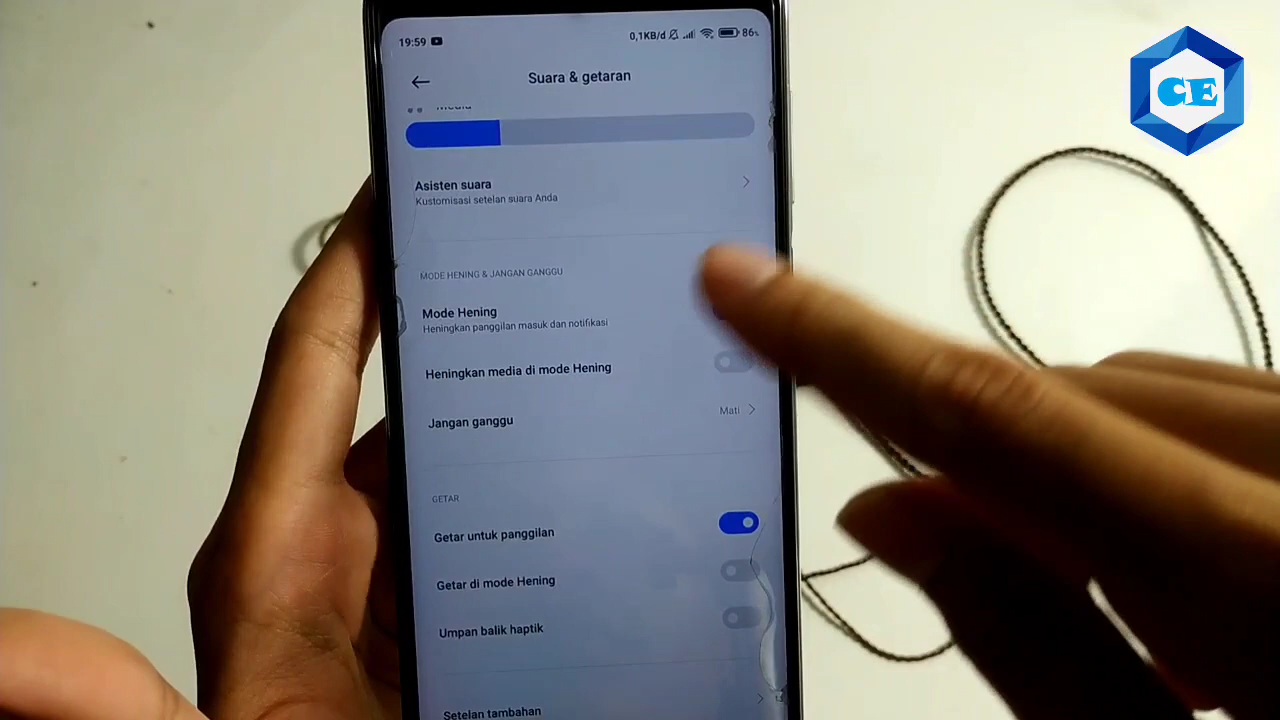 19:59
0,1KB/d
86%
CE
Suara & getaran
Media
Asisten suara
Kustomisasi setelan suara Anda
MODE HENING & JANGAN GANGGU
Mode Hening
Heningkan panggilan masuk dan notifikasi
Heningkan media di mode Hening
Jangan ganggu
Mati
GETAR
Getar untuk panggilan
Getar di mode Hening
Umpan balik haptik
Setelan tambahan